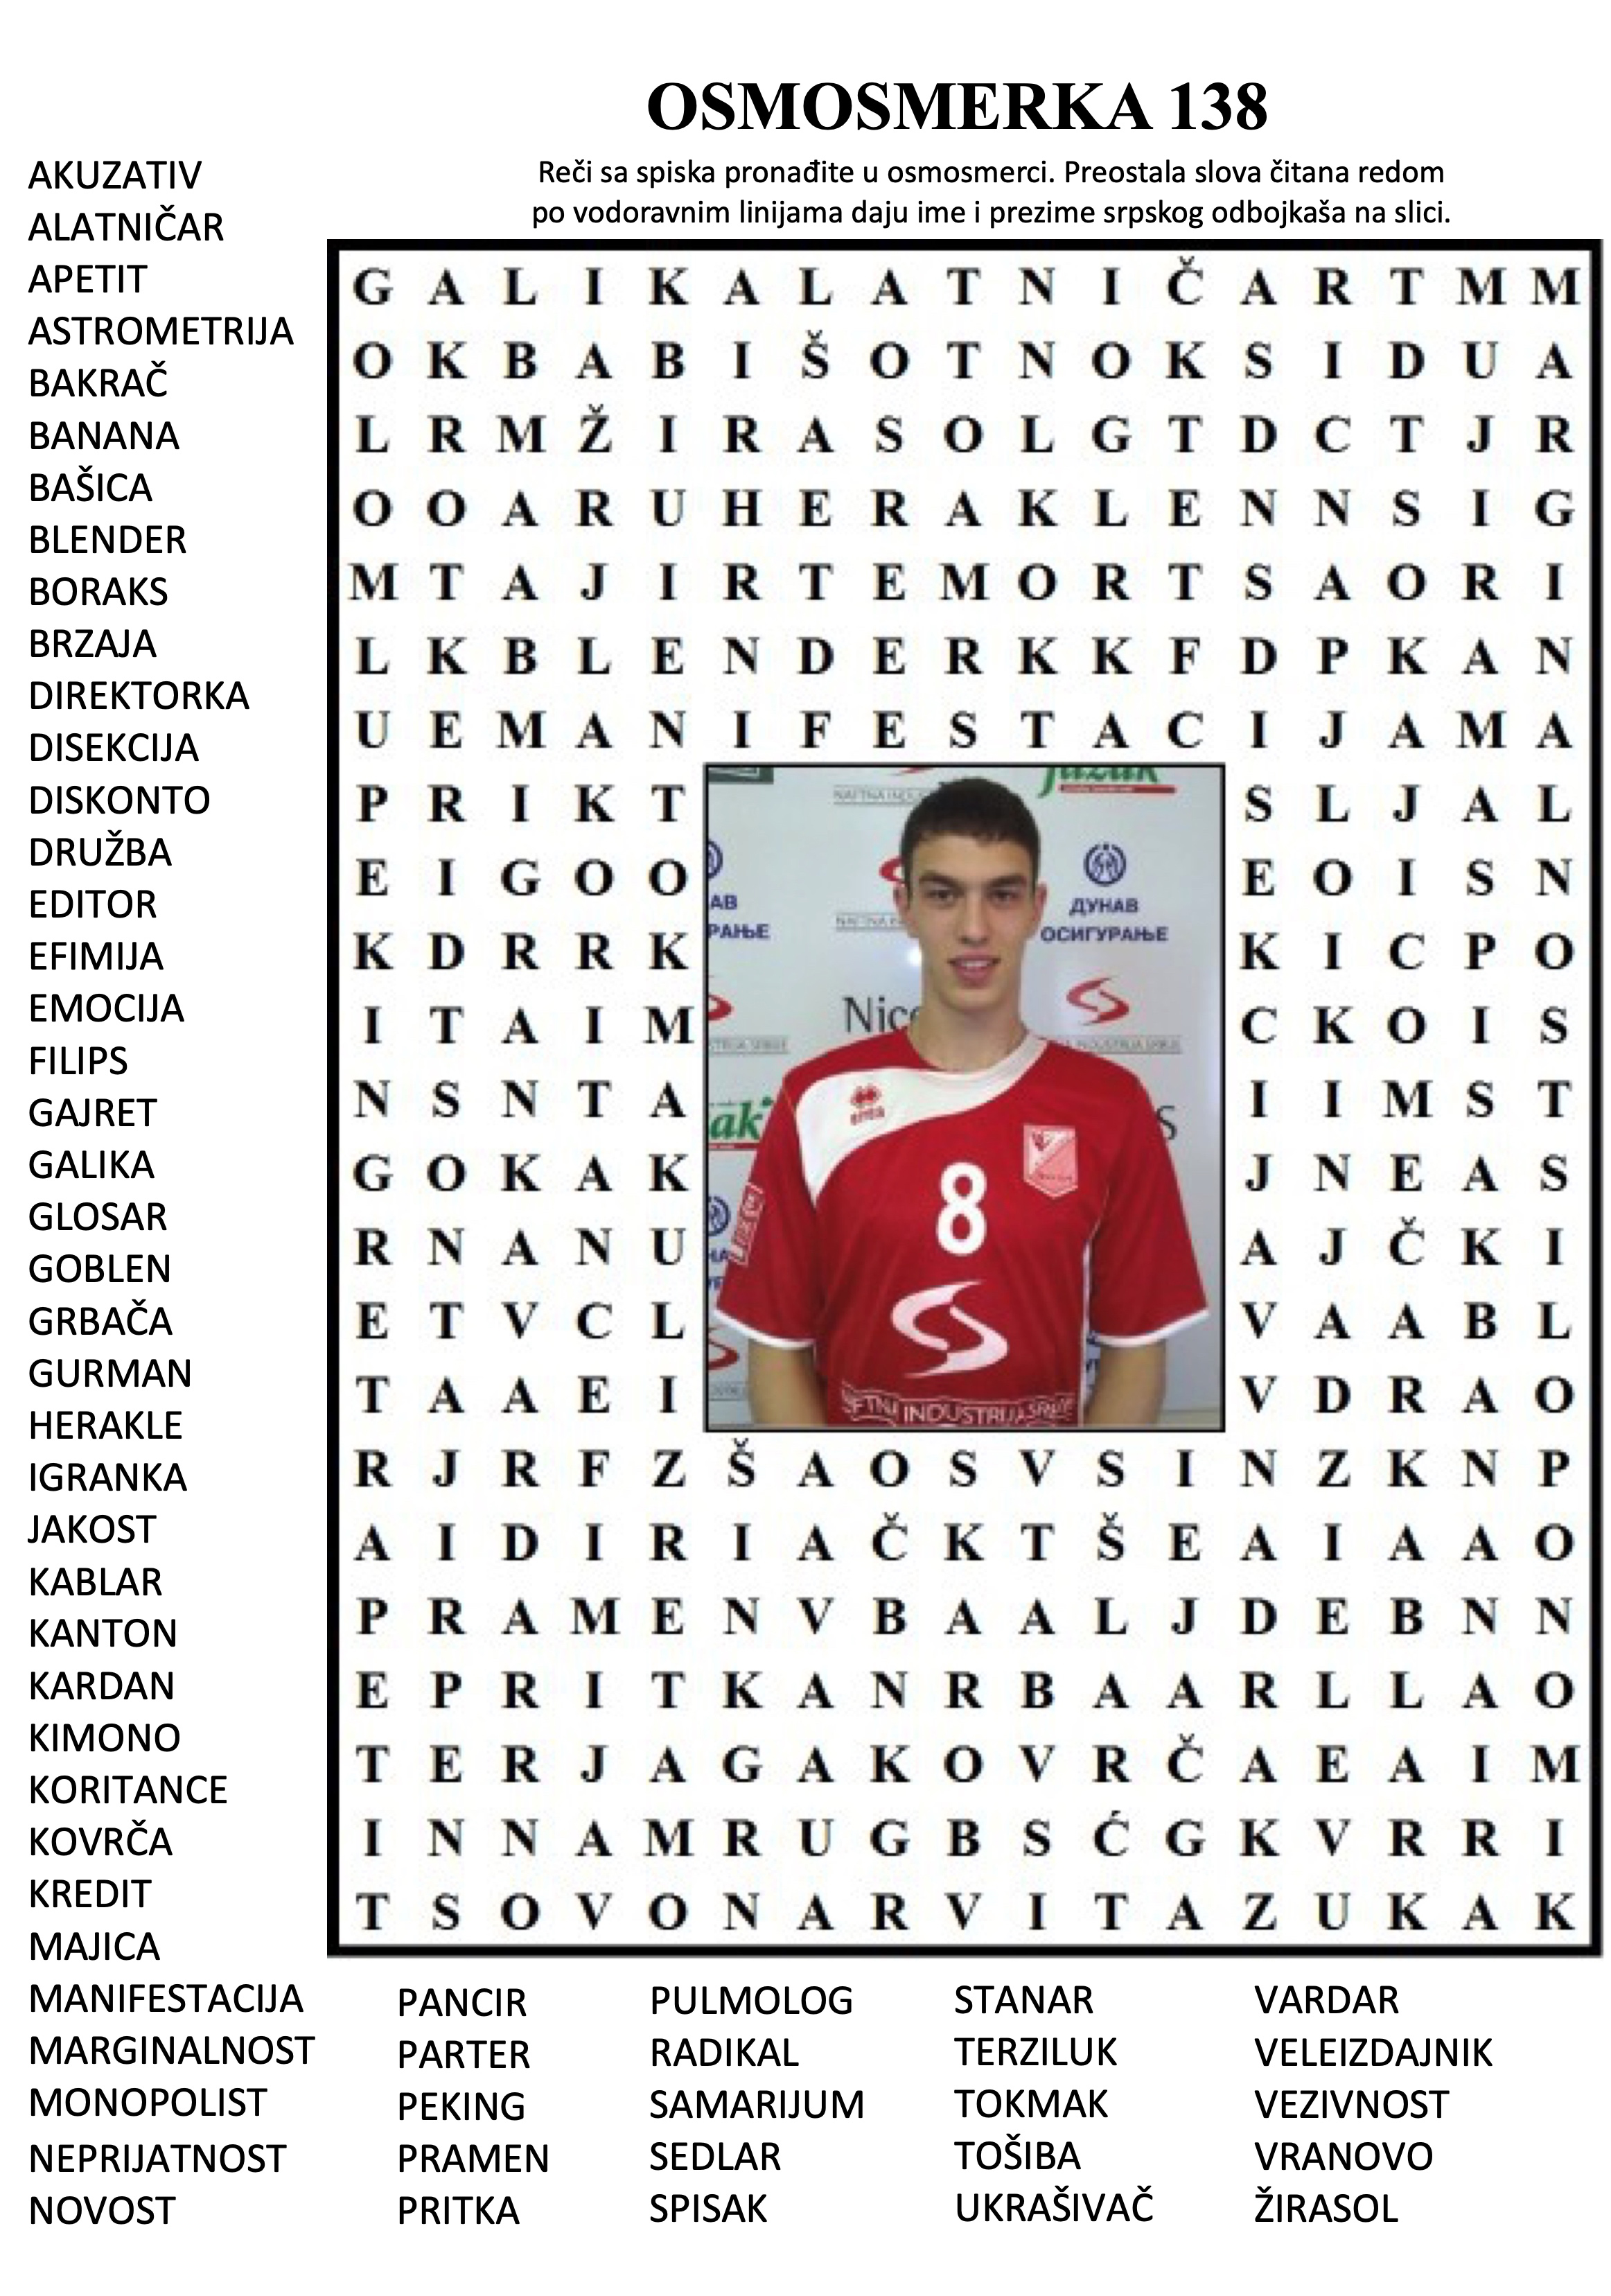 OSMOSMERKA 138
Reči sa spiska pronađite u osmosmerci. Preostala slova čitana redom
po vodoravnim linijama daju ime i prezime srpskog odbojkaša na slici.
AKUZATIV
ALATNIČAR
APETIT
ASTROMETRIJA
BAKRAČ
BANANA
BAŠICA
BLENDER
BORAKS
BRZAJA
DIREKTORKA
DISEKCIJA
DISKONTO
DRUŽBA
EDITOR
EFIMIJA
EMOCIJA
FILIPS
GAJRET
GALIKA
GLOSAR
GOBLEN
GRBAČA
GURMAN
HERAKLE
IGRANKA
JAKOST
KABLAR
KANTON
KARDAN
KIMONO
KORITANCE
KOVRČA
KREDIT
MAJICA
MANIFESTACIJA
MARGINALNOST
MONOPOLIST
NEPRIJATNOST
NOVOST
G A L I K A L A T N I Č A R T M M
O K B A B I Š O T N O K S I D U A
L R M Ž I R A S O L G T D C T J R
O O A R U H E R A K L E N N S I G
M T A J I R T E M O R T S A O R I
L K B L E N D E R K K F D P K A N
U E M A N I F E S T A C I J A M A
P R I K T S L J A L
E I G O O E O I S N
K D R R K K I C P O
I T A I M C K O I S
N S N T A I I M S T
G O K A K J N E A S
R N A N U A J Č K I
E T V C L V A A B L
T A A E I V D R A O
R J R F Z Š A O S V S I N Z K N P
A I D I R I A Č K T Š E A I A A O
P R A M E N V B A A L J D E B N N
E P R I T K A N R B A A R L L A O
T E R J A G A K O V R Č A E A I M
I N N A M R U G B S Ć G K V R R I
T S O V O N A R V I T A Z U K A K
ДУНАВ
ОСИГУРАЊЕ
АВ
РАЊЕ
Nice
ak
errea
8
INDUSTRIJA
PANCIR
PARTER
PEKING
PRAMEN
PRITKA
PULMOLOG
RADIKAL
SAMARIJUM
SEDLAR
SPISAK
STANAR
TERZILUK
TOKMAK
TOŠIBA
UKRAŠIVAČ
VARDAR
VELEIZDAJNIK
VEZIVNOST
VRANOVO
ŽIRASOL